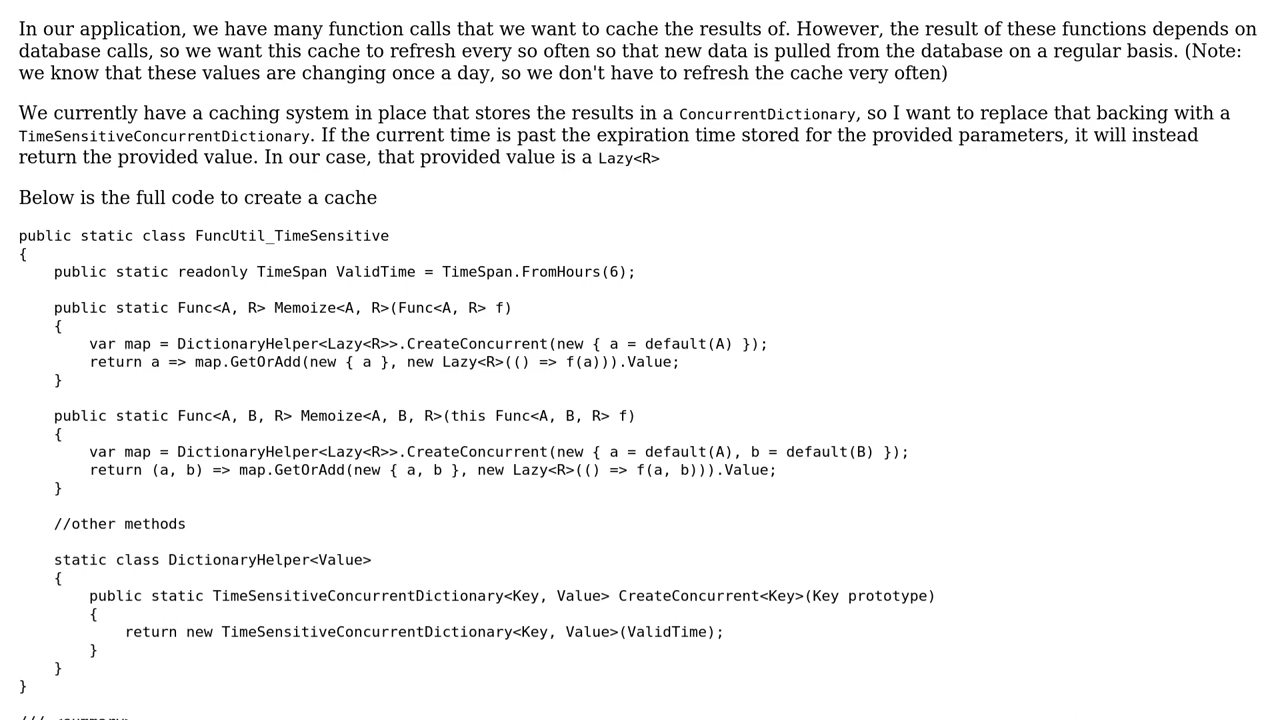 In our application, we have many function calls that we want to cache the results of. However, the result of these functions depends on
database calls, so we want this cache to refresh every so often so that new data is pulled from the database on a regular basis. (Note:
we know that these values are changing once a day, so we don't have to refresh the cache very often)
We currently have a caching system in place that stores the results in a ConcurrentDictionary, so I want to replace that backing with a
TimeSensitiveConcurrentDictionary. If the current time is past the expiration time stored for the provided parameters, it will instead
return the provided value. In our case, that provided value is a Lazy<R>
Below is the full code to create a cache
public static class FuncUtil_TimeSensitive
{
    public static readonly TimeSpan ValidTime = TimeSpan.FromHours(6);
    public static Func<A, R> Memoize<A, R>(Func<A, R> f)
    {
        var map = DictionaryHelper<Lazy<R>>.CreateConcurrent(new { a = default(A) });
        return a => map.GetOrAdd(new { a }, new Lazy<R>(() => f(a))).Value;
    }
    public static Func<A, B, R> Memoize<A, B, R>(this Func<A, B, R> f)
    {
        var map = DictionaryHelper<Lazy<R>>.CreateConcurrent(new { a = default(A), b = default(B) });
        return (a, b) => map.GetOrAdd(new { a, b }, new Lazy<R>(() => f(a, b))).Value;
    }
    //other methods
    static class DictionaryHelper<Value>
    {
        public static TimeSensitiveConcurrentDictionary<Key, Value> CreateConcurrent<Key>(Key prototype)
        {
            return new TimeSensitiveConcurrentDictionary<Key, Value>(ValidTime);
        }
    }
}
/// <summary>